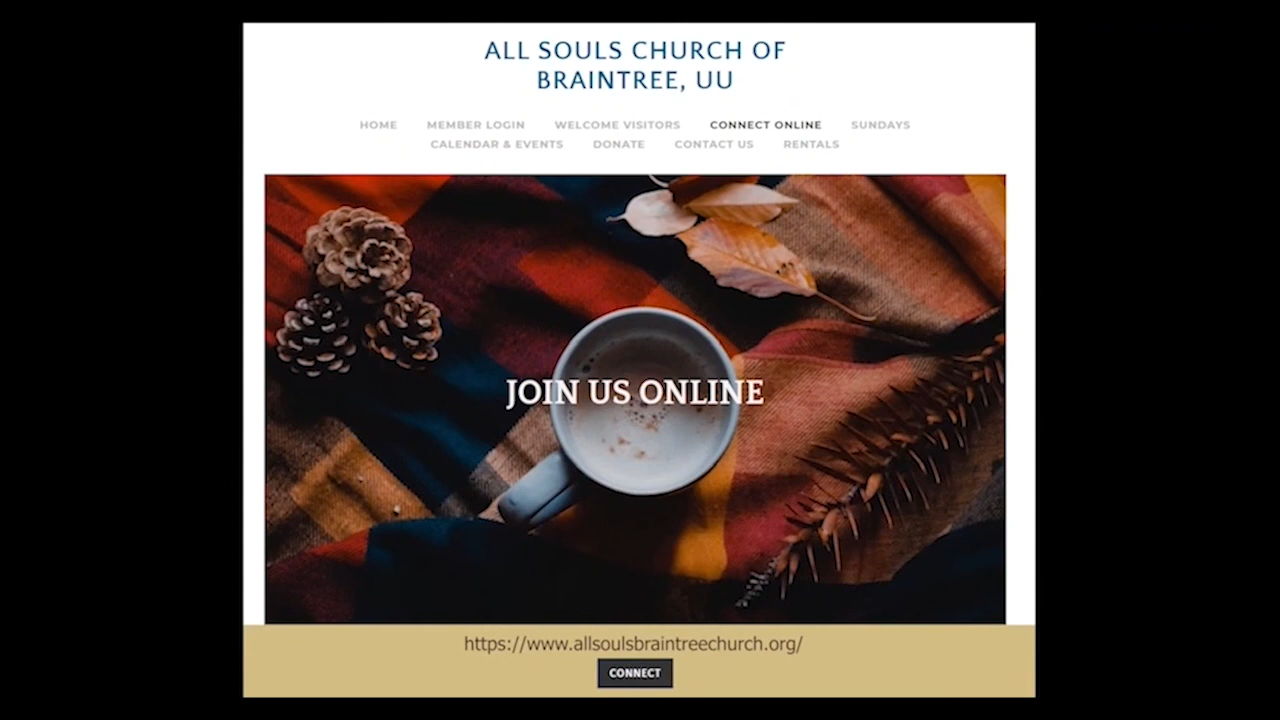 ALL SOULS CHURCH OF
BRAINTREE, UU
HOME MEMBER LOGIN WELCOME VISITORS CONNECT ONLINE SUNDAYS
CALENDAR & EVENTS DONATE CONTACT US RENTALS
JOIN US ONLINE
https://www.allsoulsbraintreechurch.org/
CONNECT